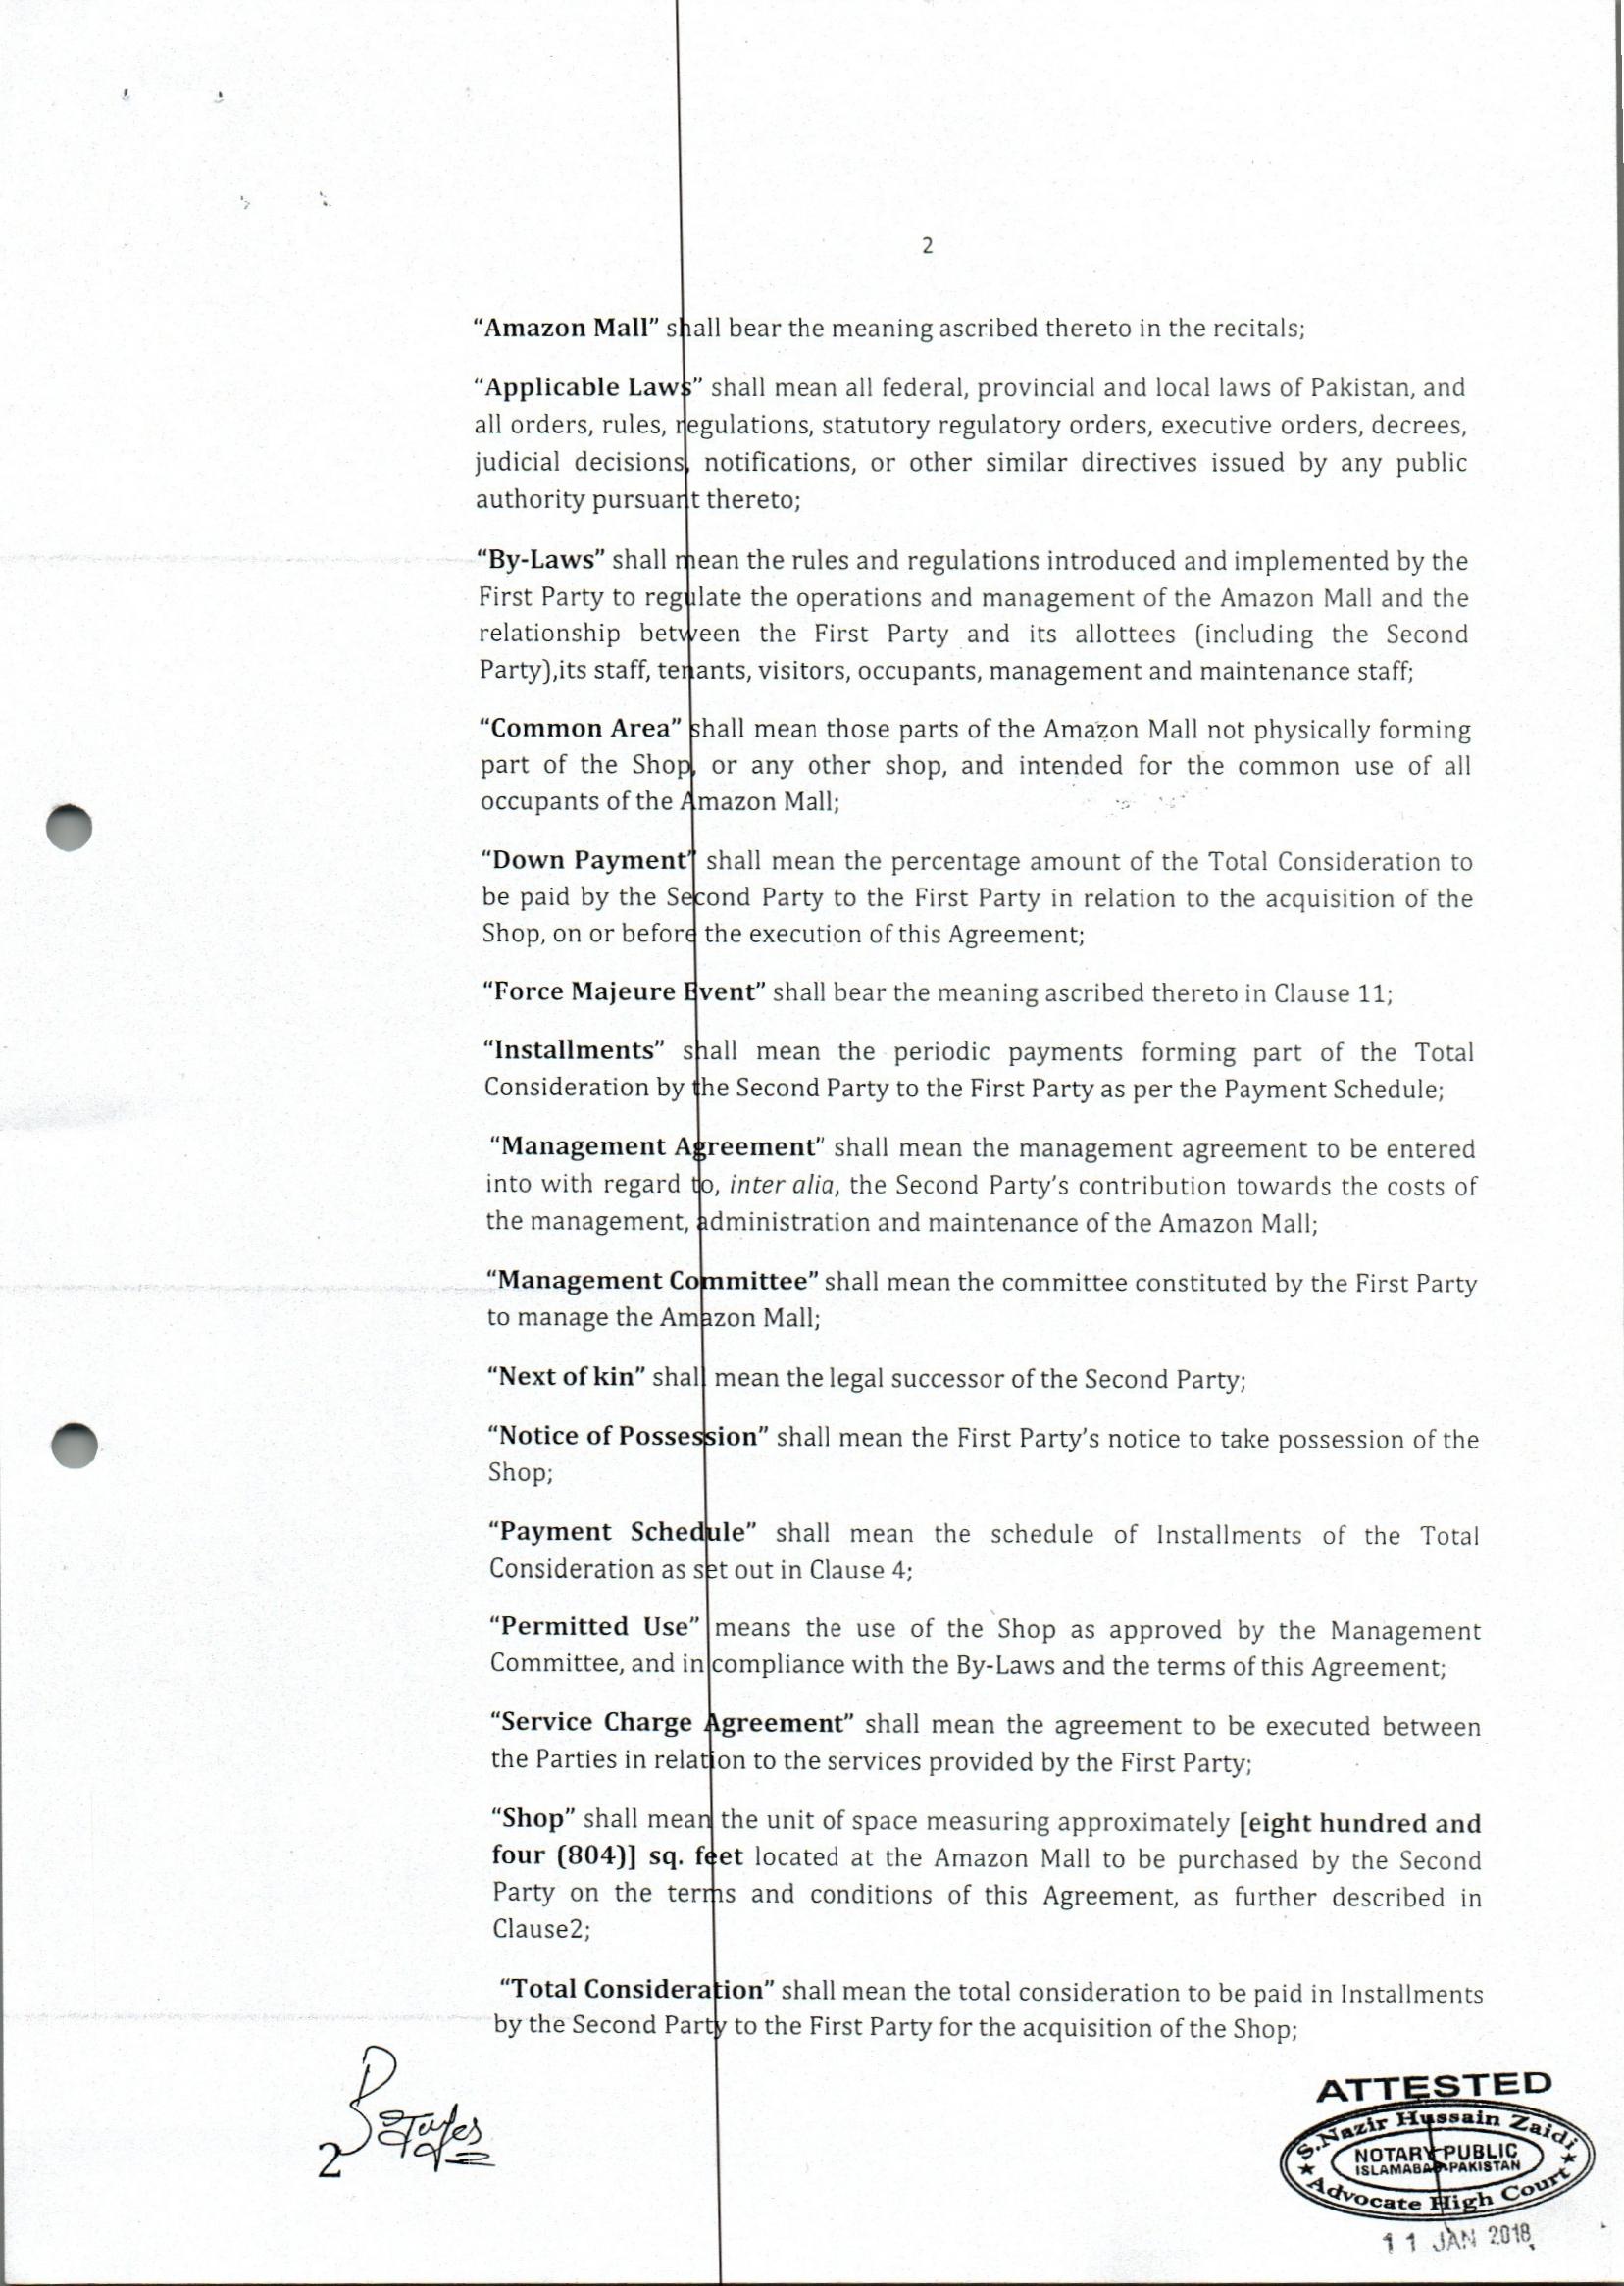 2
“Amazon Mall” shall bear the meaning ascribed thereto in the recitals;
“Applicable Laws” shall mean all federal, provincial and local laws of Pakistan, and
all orders, rules, regulations, statutory regulatory orders, executive orders, decrees,
judicial decisions, notifications, or other similar directives issued by any public
authority pursuant thereto;
“By-Laws” shall mean the rules and regulations introduced and implemented by the
First Party to regulate the operations and management of the Amazon Mall and the
relationship between the First Party and its allottees (including the Second
Party),its staff, tenants, visitors, occupants, management and maintenance staff;
“Common Area” shall mean those parts of the Amazon Mall not physically forming
part of the Shop, or any other shop, and intended for the common use of all
occupants of the Amazon Mall;
“Down Payment” shall mean the percentage amount of the Total Consideration to
be paid by the Second Party to the First Party in relation to the acquisition of the
Shop, on or before the execution of this Agreement;
“Force Majeure Event” shall bear the meaning ascribed thereto in Clause 11;
“Installments” shall mean the periodic payments forming part of the Total
Consideration by the Second Party to the First Party as per the Payment Schedule;
“Management Agreement” shall mean the management agreement to be entered
into with regard to, inter alia, the Second Party’s contribution towards the costs of
the management, administration and maintenance of the Amazon Mall;
“Management Committee” shall mean the committee constituted by the First Party
to manage the Amazon Mall;
“Next of kin” shall mean the legal successor of the Second Party;
“Notice of Possession” shall mean the First Party’s notice to take possession of the
Shop;
“Payment Schedule” shall mean the schedule of Installments of the Total
Consideration as set out in Clause 4;
“Permitted Use” means the use of the Shop as approved by the Management
Committee, and in compliance with the By-Laws and the terms of this Agreement;
“Service Charge Agreement” shall mean the agreement to be executed between
the Parties in relation to the services provided by the First Party;
“Shop” shall mean the unit of space measuring approximately [eight hundred and
four (804)] sq. feet located at the Amazon Mall to be purchased by the Second
Party on the terms and conditions of this Agreement, as further described in
Clause2;
“Total Consideration” shall mean the total consideration to be paid in Installments
by the Second Party to the First Party for the acquisition of the Shop;
2
ATTESTED
S.Nazir Hussain Zaidi
NOTARY PUBLIC
ISLAMABAD PAKISTAN
Advocate High Court
11 JAN 2018